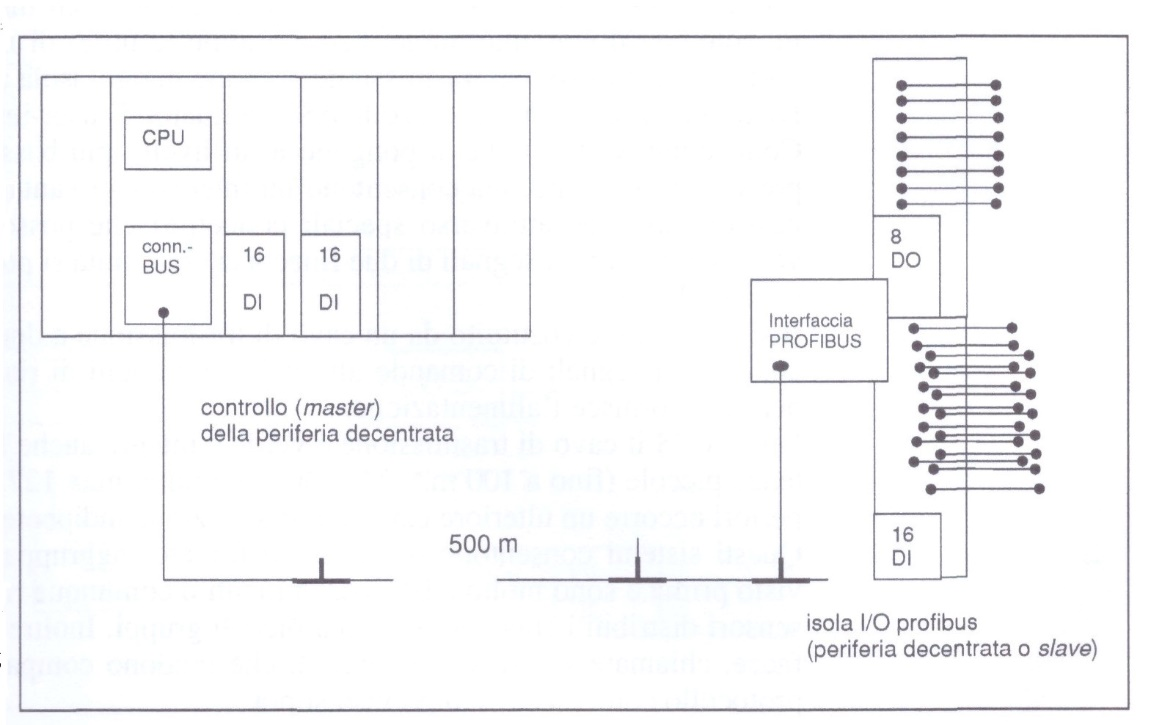 CPU
conn.-
BUS
16
DI
16
DI
controllo (master)
della periferia decentrata
500 m
8
DO
Interfaccia
PROFIBUS
16
DI
isola I/O profibus
(periferia decentrata o slave)